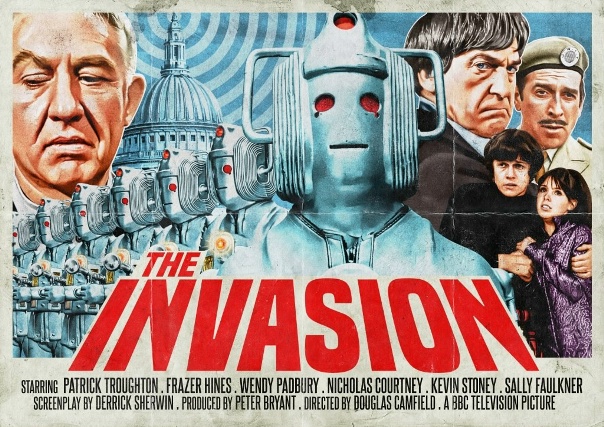 THE
INVASION
STARRING PATRICK TROUGHTON . FRAZER HINES . WENDY PADBURY . NICHOLAS COURTNEY . KEVIN STONEY . SALLY FAULKNER
SCREENPLAY BY DERRICK SHERWIN . PRODUCED BY PETER BRYANT . DIRECTED BY DOUGLAS CAMFIELD . A BBC TELEVISION PICTURE